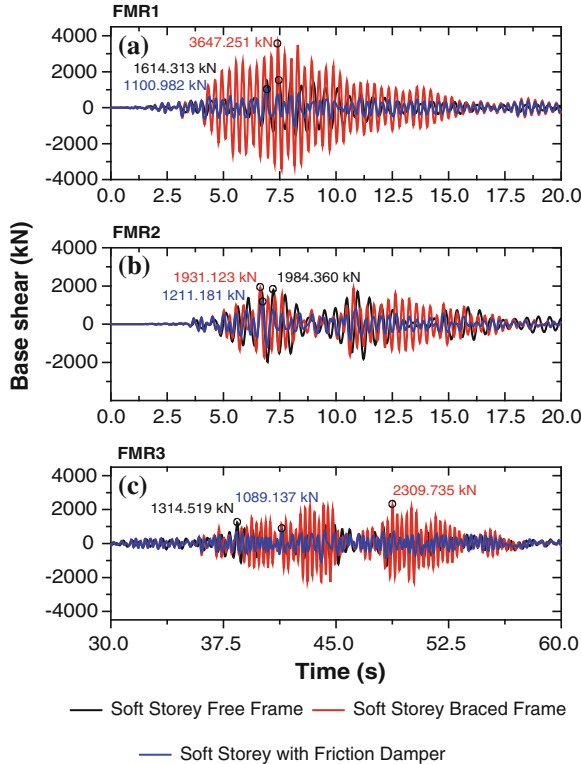 FMR1
(a)
3647.251 kN
1614.313 kN
1100.982 kN
4000
2000
0
-2000
-4000
0.0 2.5 5.0 7.5 10.0 12.5 15.0 17.5 20.0
FMR2
(b)
1931.123 kN 1984.360 kN
1211.181 kN
4000
2000
0
-2000
0.0 2.5 5.0 7.5 10.0 12.5 15.0 17.5 20.0
Base shear (kN)
FMR3
(c)
1089.137 kN 2309.735 kN
1314.519 kN
4000
2000
0
-2000
-4000
30.0 37.5 45.0 52.5 60.0
Time (s)
Soft Storey Free Frame Soft Storey Braced Frame
Soft Storey with Friction Damper